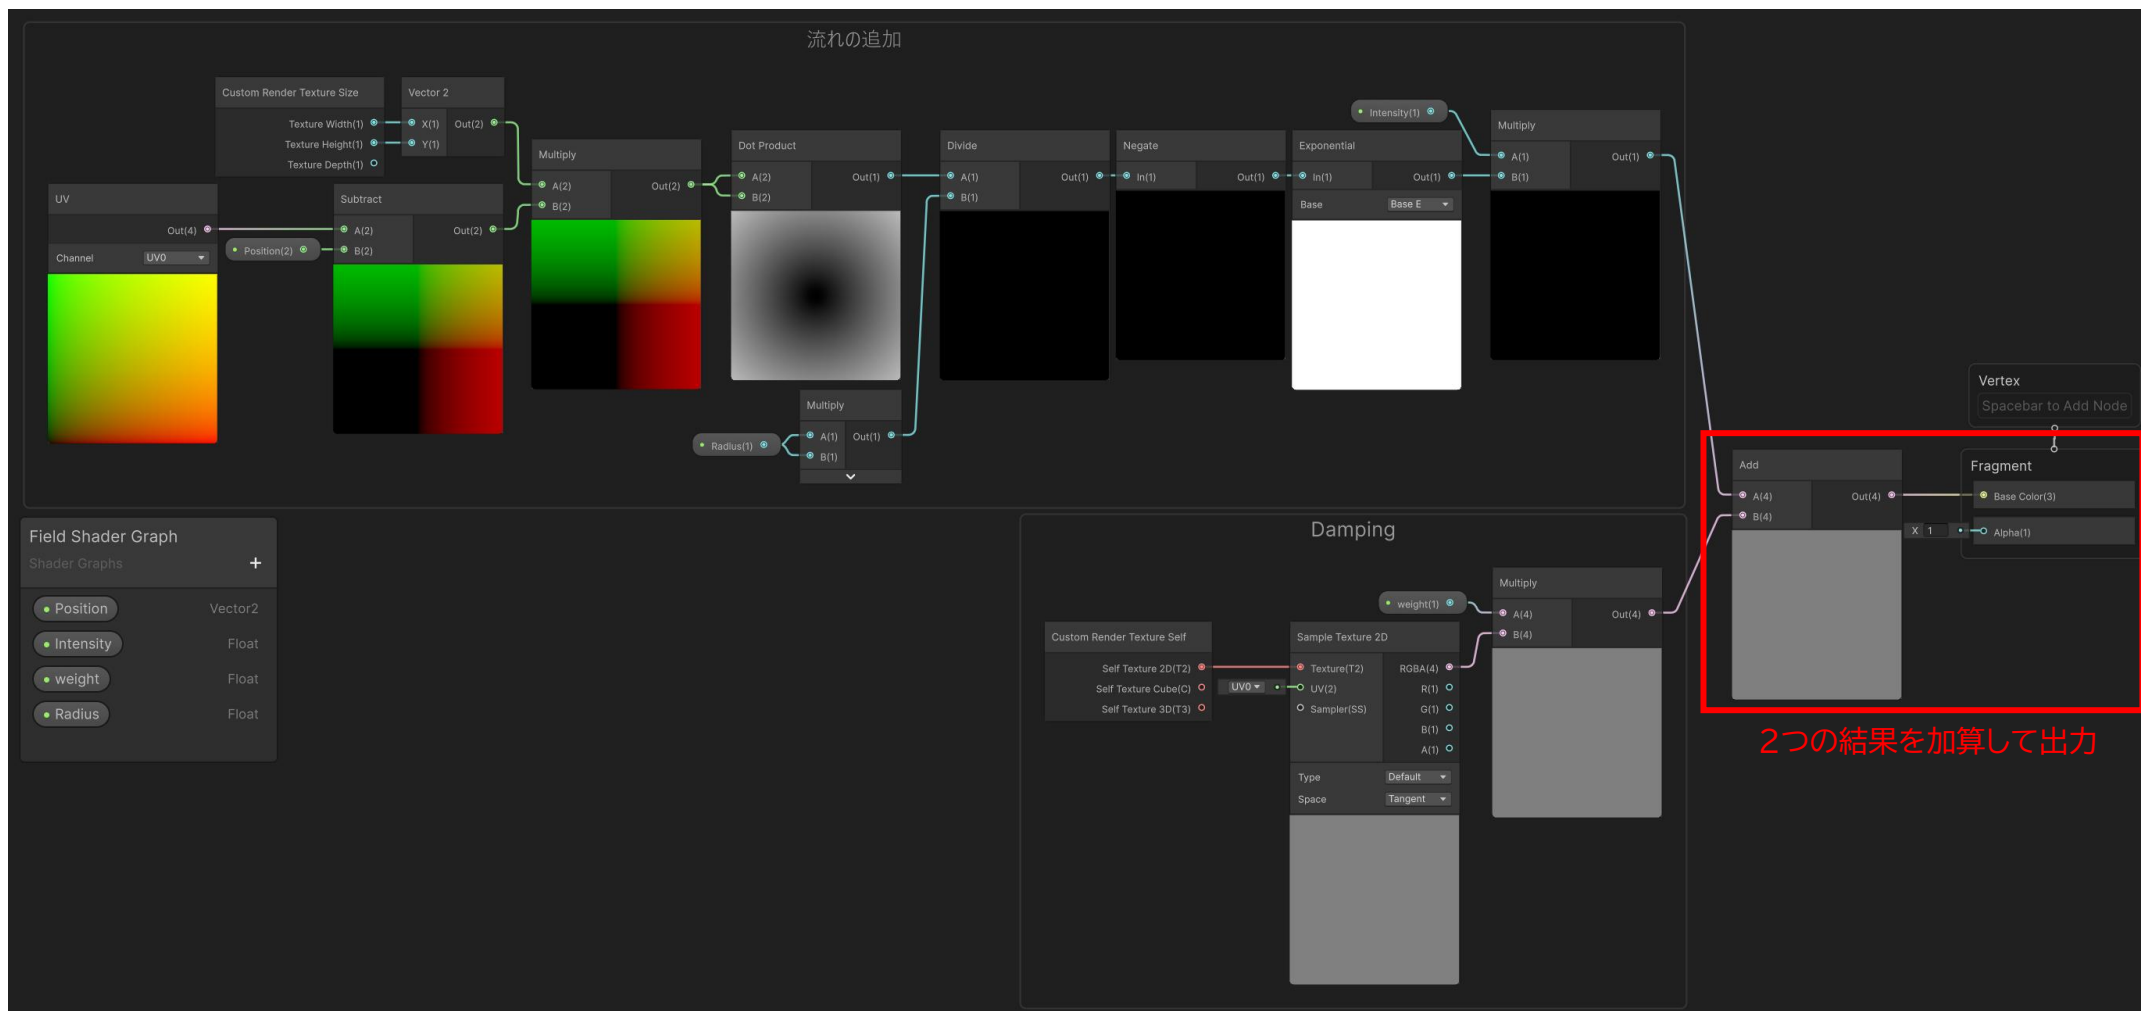 流れの追加
Custom Render Texture Size
Texture Width(1)
Texture Height(1)
Texture Depth(1)
Vector 2
X(1) Out(2)
Y(1)
UV
Out(4)
Channel UV0
Position(2)
Subtract
A(2) Out(2)
B(2)
Multiply
A(2) Out(2)
B(2)
Dot Product
A(2) Out(1)
B(2)
Radius(1)
Multiply
A(1) Out(1)
B(1)
Divide
A(1) Out(1)
B(1)
Negate
In(1) Out(1)
Exponential
In(1) Out(1)
Base Base E
Intensity(1)
Multiply
A(1) Out(1)
B(1)
Field Shader Graph
Shader Graphs +
Position Vector2
Intensity Float
weight Float
Radius Float
Damping
Custom Render Texture Self
Self Texture 2D(T2)
Self Texture Cube(C)
Self Texture 3D(T3)
UV0
Sample Texture 2D
Texture(T2) RGBA(4)
UV(2) R(1)
Sampler(SS) G(1)
B(1)
A(1)
Type Default
Space Tangent
weight(1)
Multiply
A(4) Out(4)
B(4)
Add
A(4) Out(4)
B(4)
Vertex
Spacebar to Add Node
Fragment
Base Color(3)
X 1 Alpha(1)
2つの結果を加算して出力